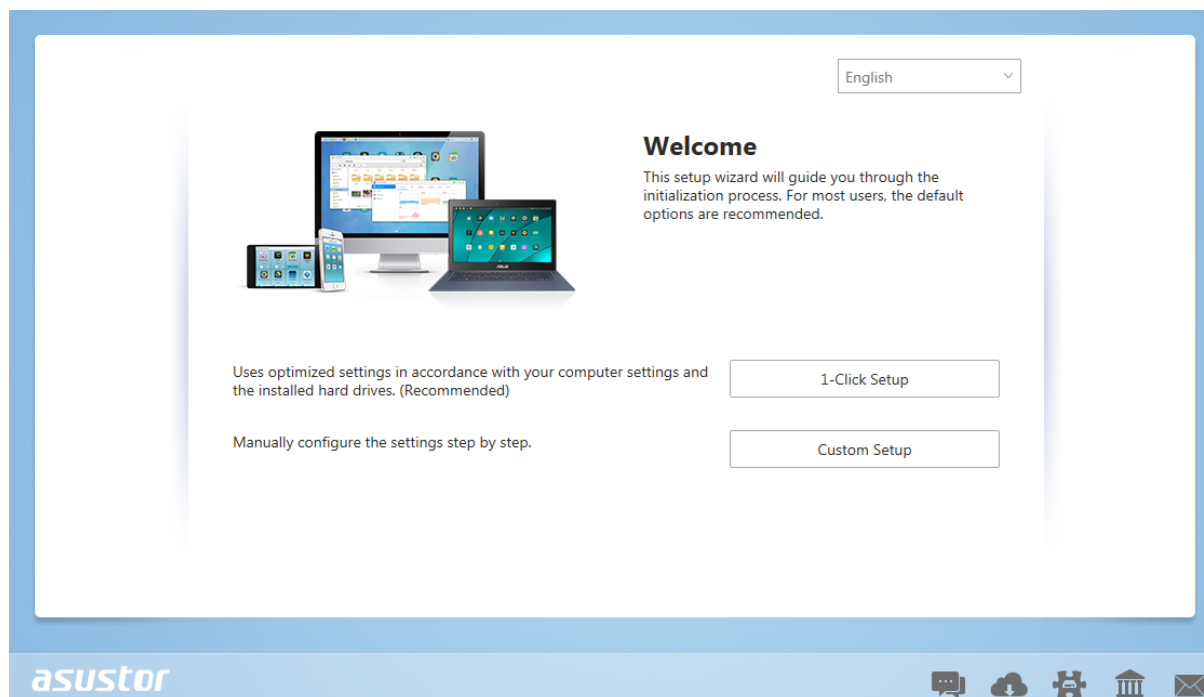 English
Welcome
This setup wizard will guide you through the
initialization process. For most users, the default
options are recommended.
Uses optimized settings in accordance with your computer settings and
the installed hard drives. (Recommended)
1-Click Setup
Manually configure the settings step by step.
Custom Setup
asustor